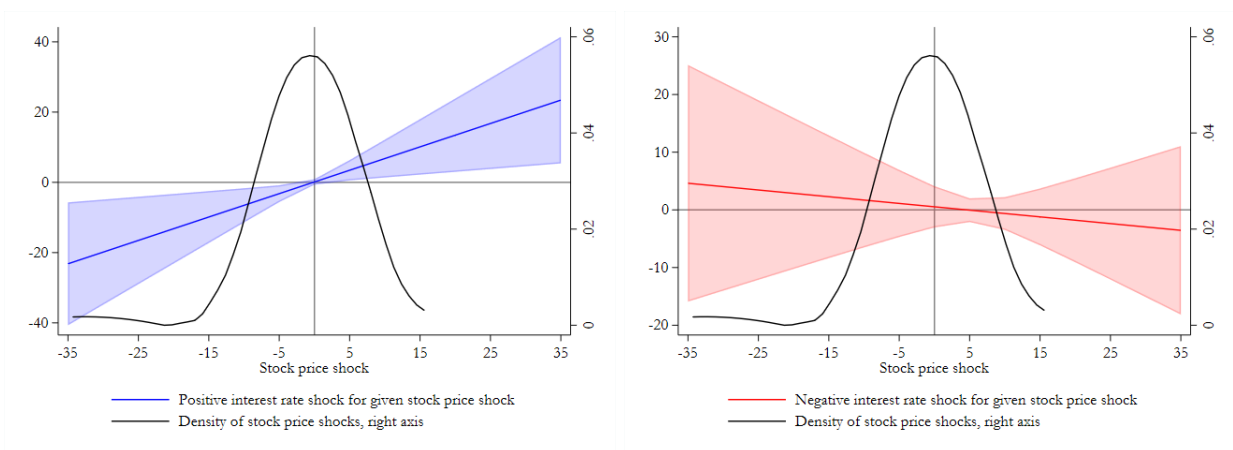 40
20
0
-20
-40
.06
.04
.02
0
-35 -25 -15 -5 5 15 25 35
Stock price shock
Positive interest rate shock for given stock price shock
Density of stock price shocks, right axis
30
20
10
0
-10
-20
.06
.04
.02
0
-35 -25 -15 -5 5 15 25 35
Stock price shock
Negative interest rate shock for given stock price shock
Density of stock price shocks, right axis